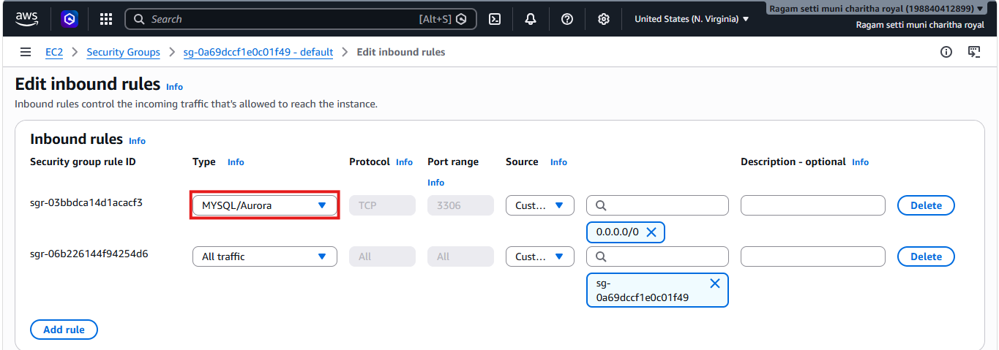 aws
Search [Alt+S]
United States (N. Virginia)
Ragam setti muni charitha royal (198840412899)
Ragam setti muni charitha royal
EC2 Security Groups sg-0a69dccf1e0c01f49 - default Edit inbound rules
Edit inbound rules Info
Inbound rules control the incoming traffic that's allowed to reach the instance.
Inbound rules Info
Security group rule ID Type Info Protocol Info Port range Info Source Info Description - optional Info
sgr-03bbdca14d1acacf3 MYSQL/Aurora TCP 3306 Cust... Delete
0.0.0.0/0
sgr-06b226144f94254d6 All traffic All All Cust... Delete
sg-
0a69dccf1e0c01f49
Add rule